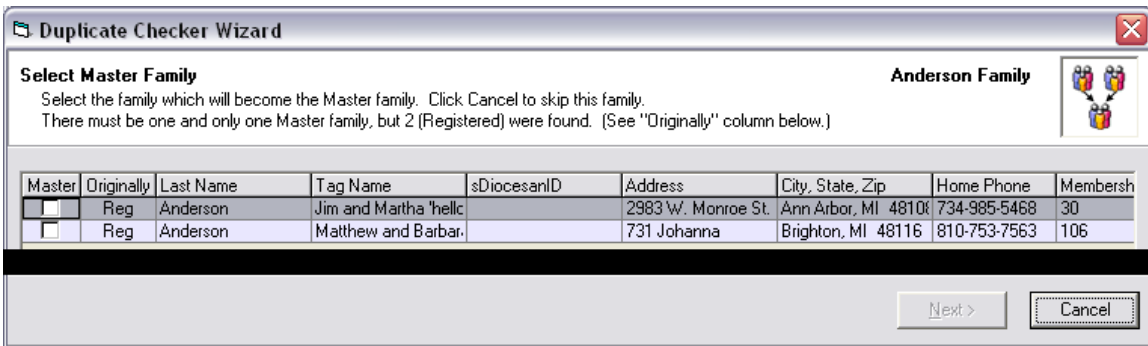 Duplicate Checker Wizard
Select Master Family Anderson Family
Select the family which will become the Master family. Click Cancel to skip this family.
There must be one and only one Master family, but 2 (Registered) were found. (See "Originally" column below.)
Master Originally Last Name Tag Name sDiocesanID Address City, State, Zip Home Phone Membersh
Reg Anderson Jim and Martha 'hello 2983 W. Monroe St. Ann Arbor, MI 4810 734-985-5468 30
Reg Anderson Matthew and Barbar 731 Johanna Brighton, MI 48116 810-753-7563 106
Next > Cancel